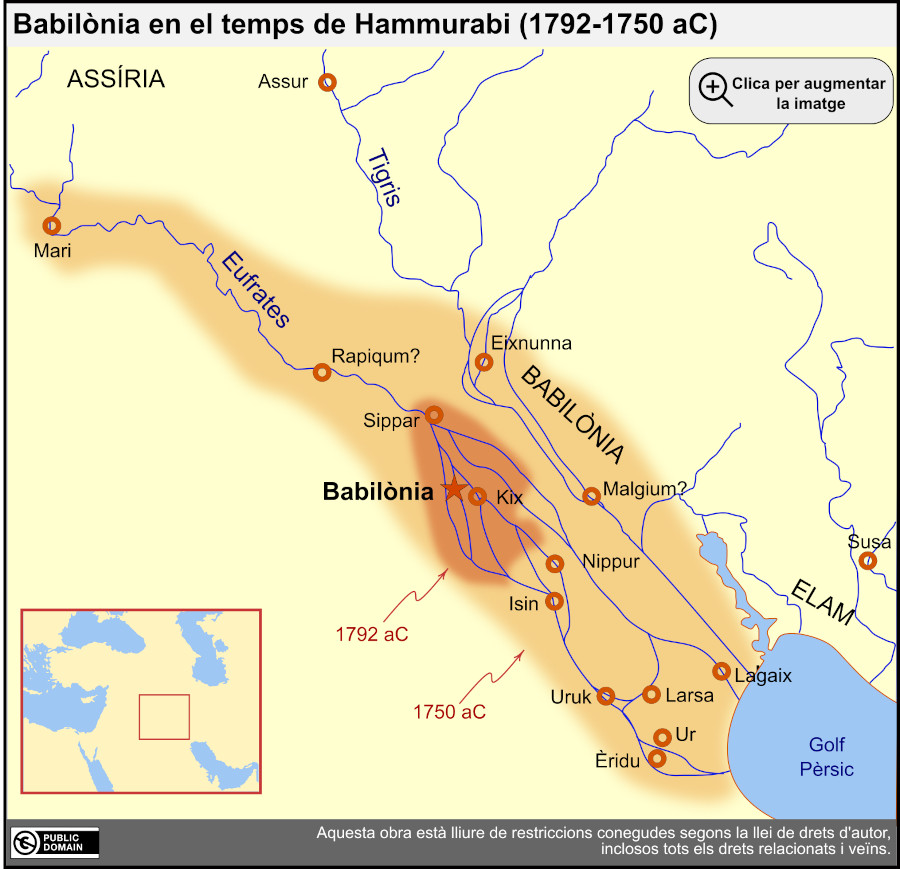 Babilònia en el temps de Hammurabi (1792-1750 aC)
ASSÍRIA
Assur
Clica per augmentar
la imatge
Tigris
Mari
Eufrates
Eixnunna
Rapiqum?
BABILÒNIA
Sippar
Babilònia
Kix
Malgium?
Susa
Nippur
ELAM
Isin
1792 aC
Lagaix
Uruk
Larsa
1750 aC
Ur
Èridu
Golf
Pèrsic
PUBLIC
DOMAIN
Aquesta obra està lliure de restriccions conegudes segons la llei de drets d'autor,
inclosos tots els drets relacionats i veïns.